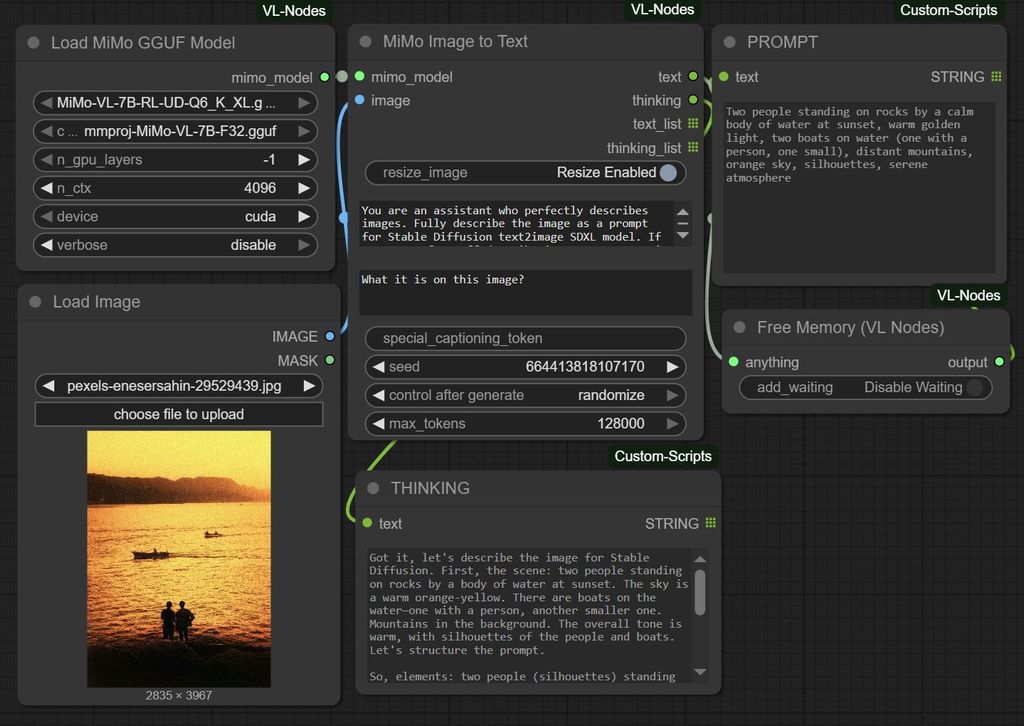 VL-Nodes
Load MiMo GGUF Model
mimo_model
MiMo-VL-7B-RL-UD-Q6_K_XL.g ...
c ... mmproj-MiMo-VL-7B-F32.gguf
n_gpu_layers -1
n_ctx 4096
device cuda
verbose disable
Load Image
IMAGE
MASK
pexels-enesersahin-29529439.jpg
choose file to upload
2835 × 3967
VL-Nodes
MiMo Image to Text
mimo_model text
image thinking
text_list
thinking_list
resize_image Resize Enabled
You are an assistant who perfectly describes
images. Fully describe the image as a prompt
for Stable Diffusion text2image SDXL model. If
What it is on this image?
special_captioning_token
seed 664413818107170
control after generate randomize
max_tokens 128000
Custom-Scripts
THINKING
text STRING
Got it, let's describe the image for Stable
Diffusion. First, the scene: two people standing
on rocks by a body of water at sunset. The sky is
a warm orange-yellow. There are boats on the
water—one with a person, another smaller one.
Mountains in the background. The overall tone is
warm, with silhouettes of the people and boats.
Let's structure the prompt.
So, elements: two people (silhouettes) standing
Custom-Scripts
PROMPT
text STRING
Two people standing on rocks by a calm
body of water at sunset, warm golden
light, two boats on water (one with a
person, one small), distant mountains,
orange sky, silhouettes, serene
atmosphere
VL-Nodes
Free Memory (VL Nodes)
anything output
add_waiting Disable Waiting